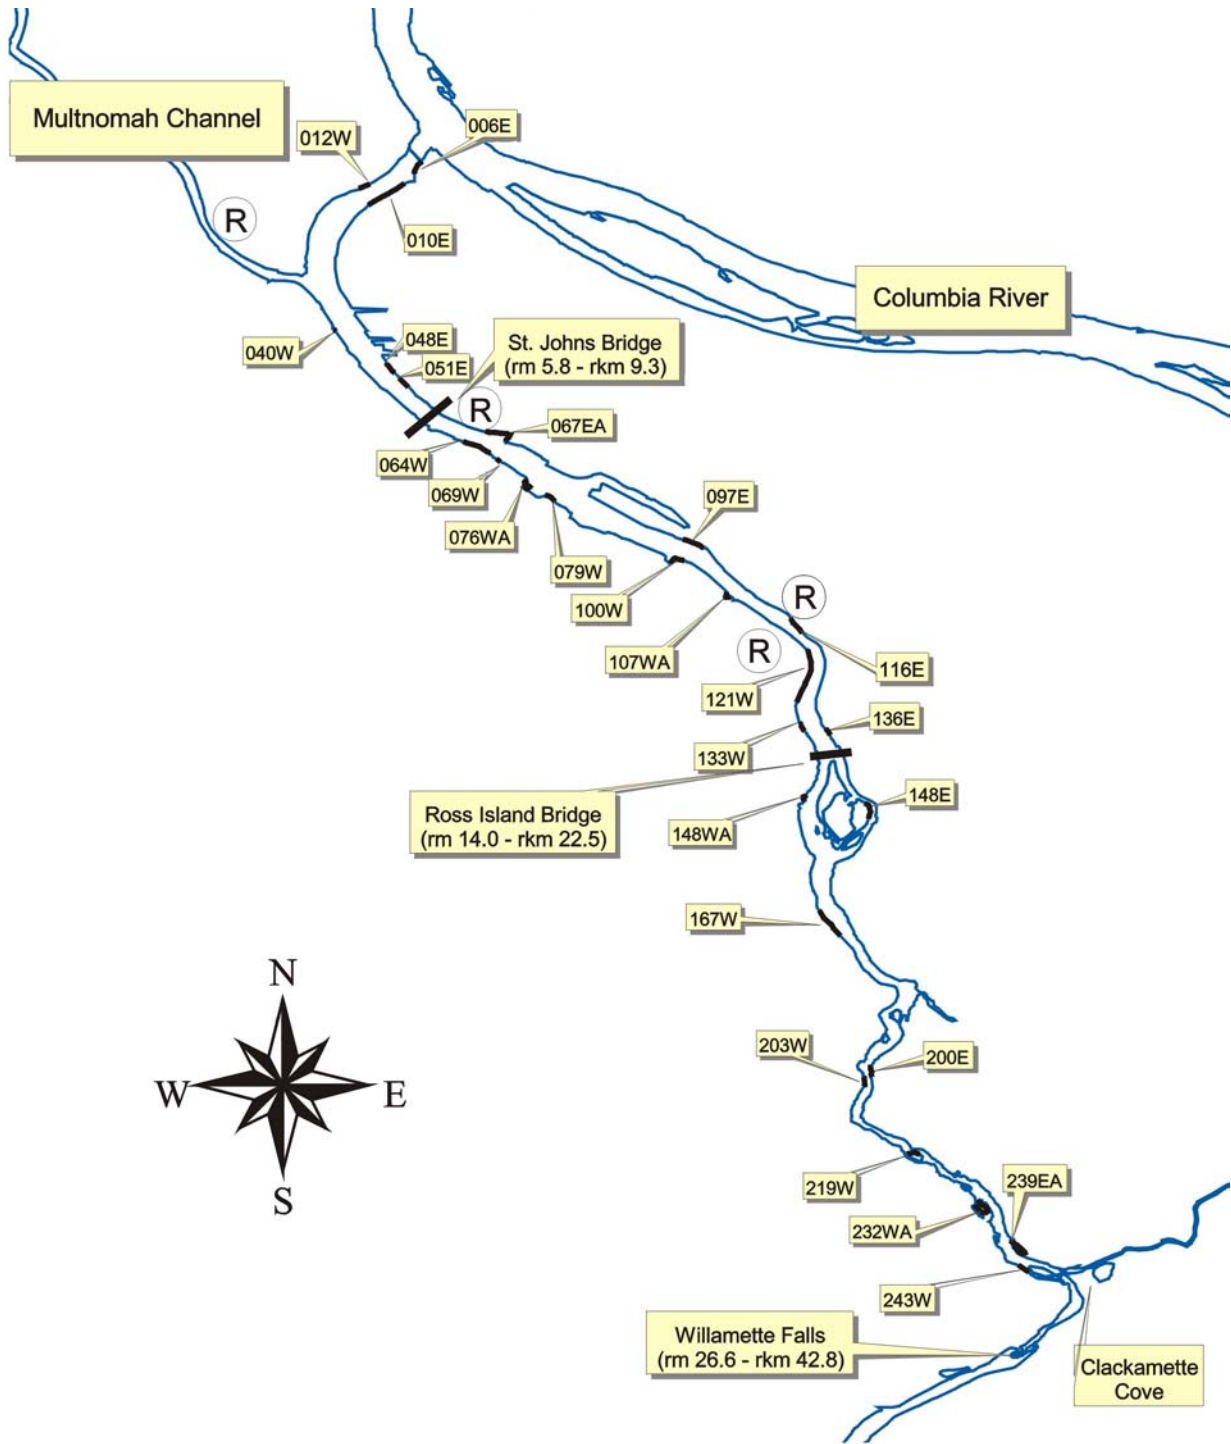 Multnomah Channel
012W
006E
R
010E
Columbia River
040W
048E
051E
St. Johns Bridge
(rm 5.8 - rkm 9.3)
R
067EA
064W
069W
076WA
079W
097E
100W
107WA
R
R
116E
121W
136E
133W
Ross Island Bridge
(rm 14.0 - rkm 22.5)
148E
148WA
167W
N
W
E
S
203W
200E
219W
239EA
232WA
243W
Willamette Falls
(rm 26.6 - rkm 42.8)
Clackamette
Cove